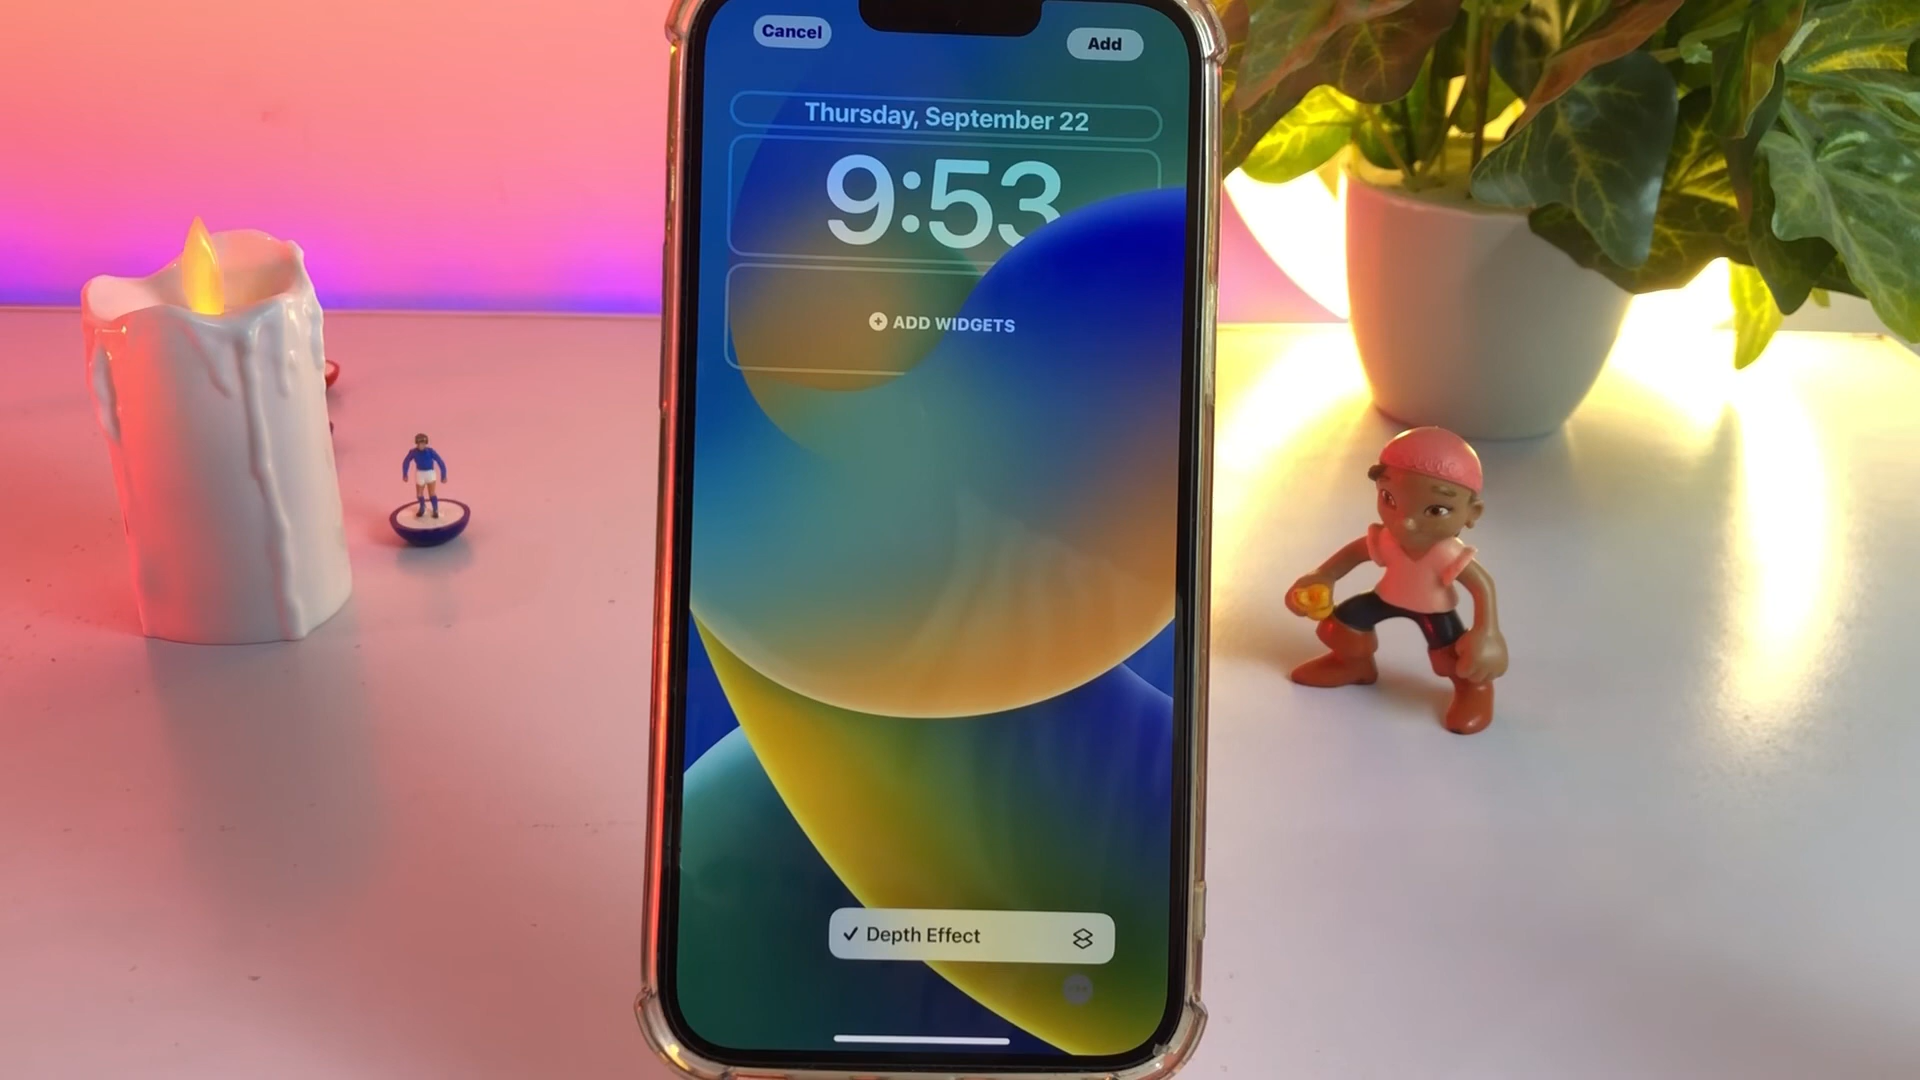 Cancel
Add
Thursday, September 22
9:53
ADD WIDGETS
✓ Depth Effect